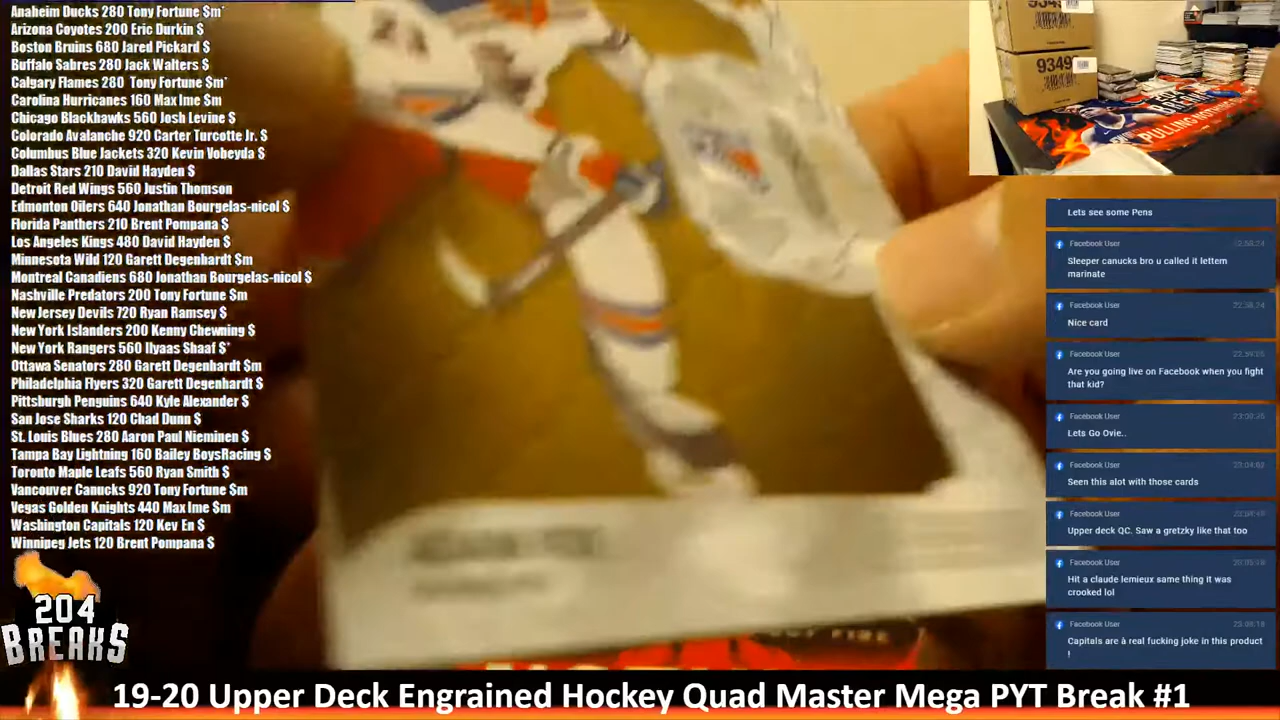 Anaheim Ducks 280 Tony Fortune $m*
Arizona Coyotes 200 Eric Durkin $
Boston Bruins 680 Jared Pickard $
Buffalo Sabres 280 Jack Walters $
Calgary Flames 280 Tony Fortune $m*
Carolina Hurricanes 160 Max Ime $m
Chicago Blackhawks 560 Josh Levine $
Colorado Avalanche 920 Carter Turcotte Jr. $
Columbus Blue Jackets 320 Kevin Voheyda $
Dallas Stars 210 David Hayden $
Detroit Red Wings 560 Justin Thomson
Edmonton Oilers 640 Jonathan Bourgelas-nicol $
Florida Panthers 210 Brent Pompana $
Los Angeles Kings 480 David Hayden $
Minnesota Wild 120 Garett Degenhardt $m
Montreal Canadiens 680 Jonathan Bourgelas-nicol $
Nashville Predators 200 Tony Fortune $m
New Jersey Devils 720 Ryan Ramsey $
New York Islanders 200 Kenny Chewning $
New York Rangers 560 Ilyaas Shaaf $*
Ottawa Senators 280 Garett Degenhardt $m
Philadelphia Flyers 320 Garett Degenhardt $
Pittsburgh Penguins 640 Kyle Alexander $
San Jose Sharks 120 Chad Dunn $
St. Louis Blues 280 Aaron Paul Nieminen $
Tampa Bay Lightning 160 Bailey BoysRacing $
Toronto Maple Leafs 560 Ryan Smith $
Vancouver Canucks 920 Tony Fortune $m
Vegas Golden Knights 440 Max Ime $m
Washington Capitals 120 Kev En $
Winnipeg Jets 120 Brent Pompana $
204
BREAKS
9349
PULLING
Lets see some Pens
Facebook User
Sleeper canucks bro u called it lettem
marinate
Facebook User
Nice card
Facebook User
Are you going live on Facebook when you fight
that kid?
Facebook User
Lets Go Ovie..
Facebook User
Seen this alot with those cards
Facebook User
Upper deck QC. Saw a gretzky like that too
Facebook User
Hit a claude lemieux same thing it was
crooked lol
Facebook User
Capitals are à real fucking joke in this product
!
19-20 Upper Deck Engrained Hockey Quad Master Mega PYT Break #1